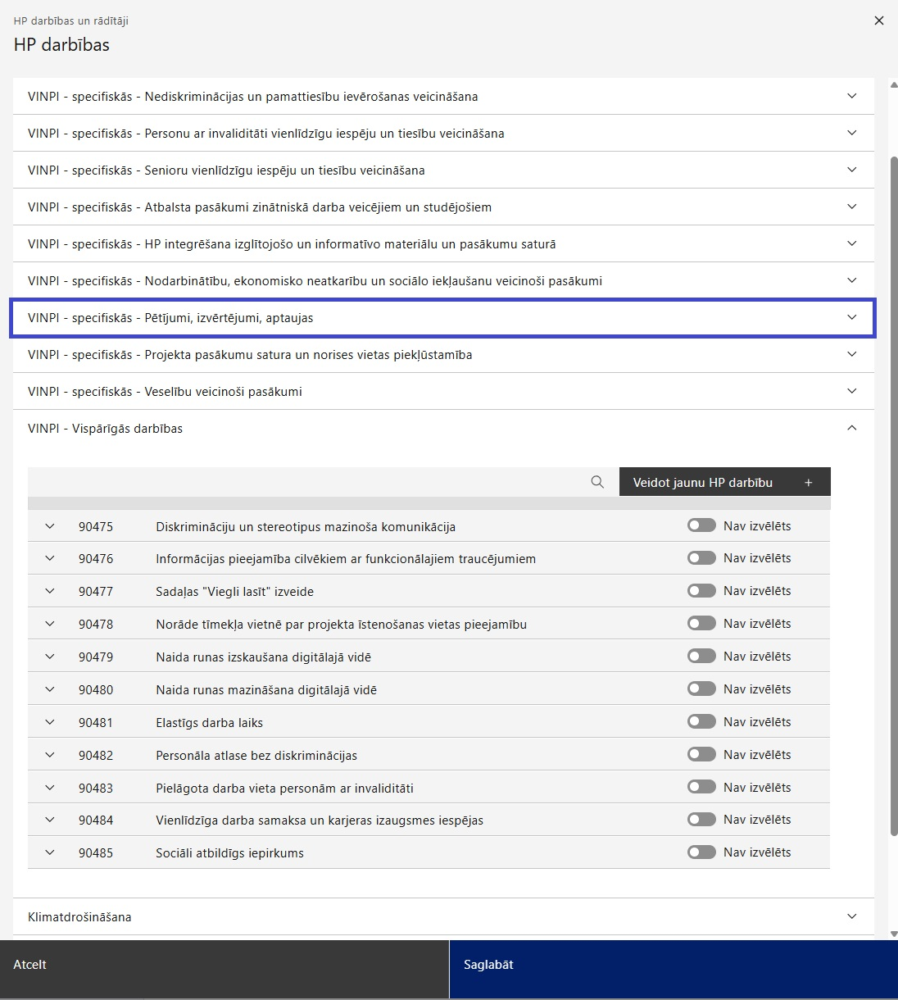 HP darbības un rādītāji
HP darbības
VINPI - specifiskās - Nediskriminācijas un pamattiesību ievērošanas veicināšana
VINPI - specifiskās - Personu ar invaliditāti vienlīdzīgu iespēju un tiesību veicināšana
VINPI - specifiskās - Senioru vienlīdzīgu iespēju un tiesību veicināšana
VINPI - specifiskās - Atbalsta pasākumi zinātniskā darba veicējiem un studējošiem
VINPI - specifiskās - HP integrēšana izglītojošo un informatīvo materiālu un pasākumu saturā
VINPI - specifiskās - Nodarbinātību, ekonomisko neatkarību un sociālo iekļaušanu veicinoši pasākumi
VINPI - specifiskās - Pētījumi, izvērtējumi, aptaujas
VINPI - specifiskās - Projekta pasākumu satura un norises vietas piekļūstamība
VINPI - specifiskās - Veselību veicinoši pasākumi
VINPI - Vispārīgās darbības
Veidot jaunu HP darbību +
90475 Diskrimināciju un stereotipus mazinoša komunikācija Nav izvēlēts
90476 Informācijas pieejamība cilvēkiem ar funkcionālajiem traucējumiem Nav izvēlēts
90477 Sadaļas "Viegli lasīt" izveide Nav izvēlēts
90478 Norāde tīmekļa vietnē par projekta īstenošanas vietas pieejamību Nav izvēlēts
90479 Naida runas izskaušana digitālajā vidē Nav izvēlēts
90480 Naida runas mazināšana digitālajā vidē Nav izvēlēts
90481 Elastīgs darba laiks Nav izvēlēts
90482 Personāla atlase bez diskriminācijas Nav izvēlēts
90483 Pielāgota darba vieta personām ar invaliditāti Nav izvēlēts
90484 Vienlīdzīga darba samaksa un karjeras izaugsmes iespējas Nav izvēlēts
90485 Sociāli atbildīgs iepirkums Nav izvēlēts
Klimatdrošināšana
Atcelt
Saglabāt